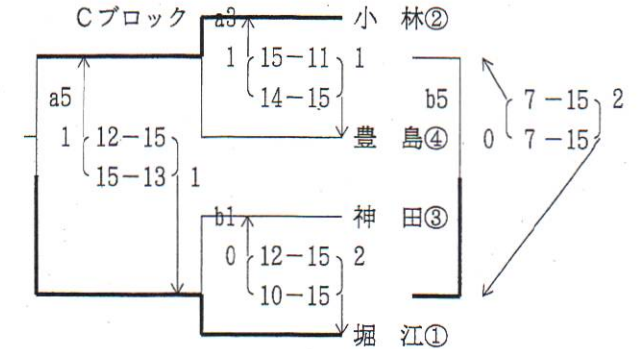 Cブロック a3 小 林②
1 15-11 1
14-15
豊 島④
a5
1 12-15
15-13 1
b1 神 田③
0 12-15 2
10-15
堀 江①
b5 7-15 2
0 7-15